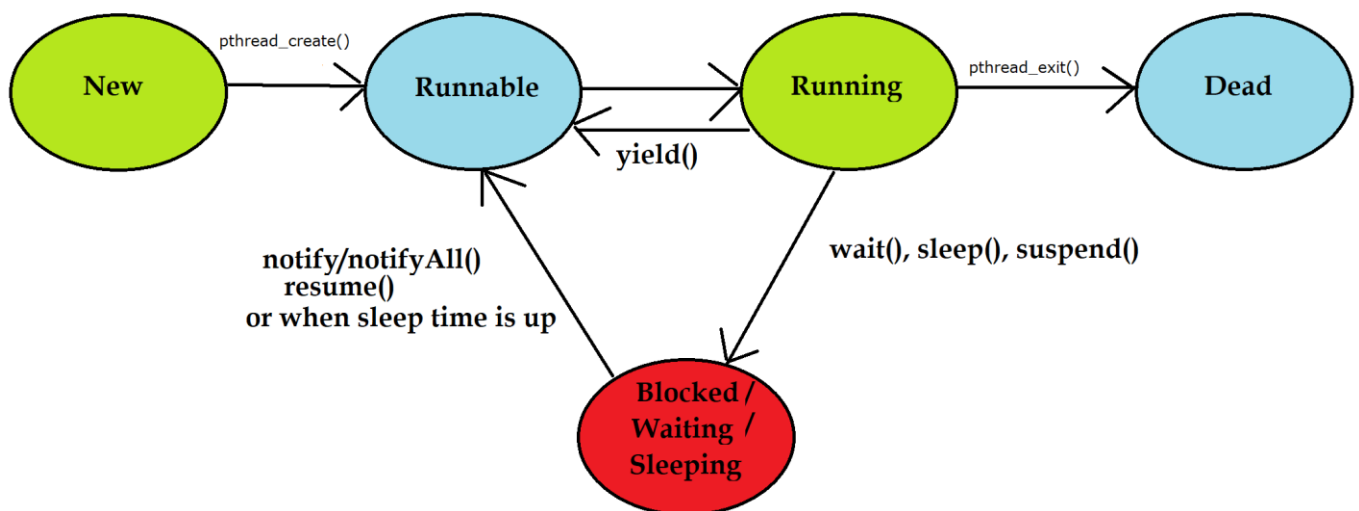 pthread_create()
New
Runnable
Running
pthread_exit()
Dead
yield()
wait(), sleep(), suspend()
notify/notifyAll()
resume()
or when sleep time is up
Blocked /
Waiting /
Sleeping